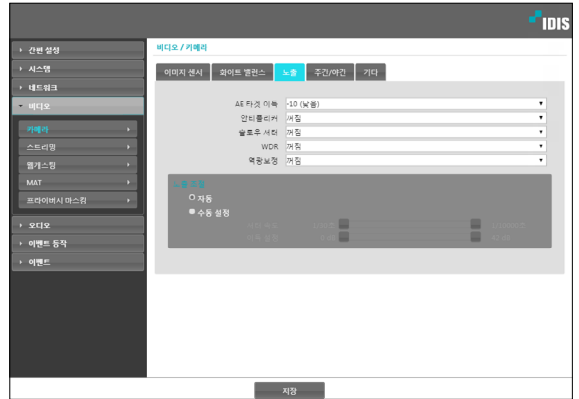 IDIS
간편 설정
시스템
네트워크
비디오
카메라
스트리밍
웹캐스팅
MAT
프라이버시 마스킹
오디오
이벤트 동작
이벤트
비디오 / 카메라
이미지 센서 화이트 밸런스 노출 주간/야간 기타
AE 타겟 이득 -10 (낮음)
안티플리커 꺼짐
슬로우 셔터 꺼짐
WDR 꺼짐
역광보정 꺼짐
노출 조절
자동
수동 설정
저장